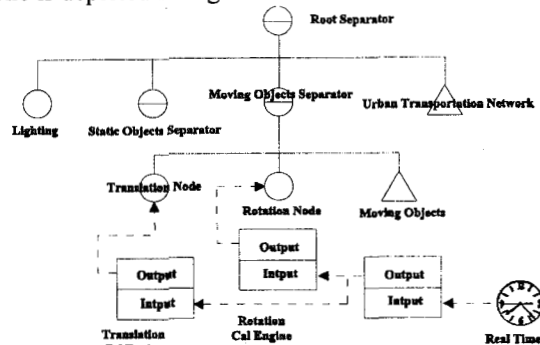 Root Separator
Moving Objects Separator
Urban Transportation Network
Lighting
Static Objects Separator
Translation Node
Rotation Node
Moving Objects
Output
Intput
Output
Intput
Output
Intput
Translation
Rotation
Cal Engine
Real Time